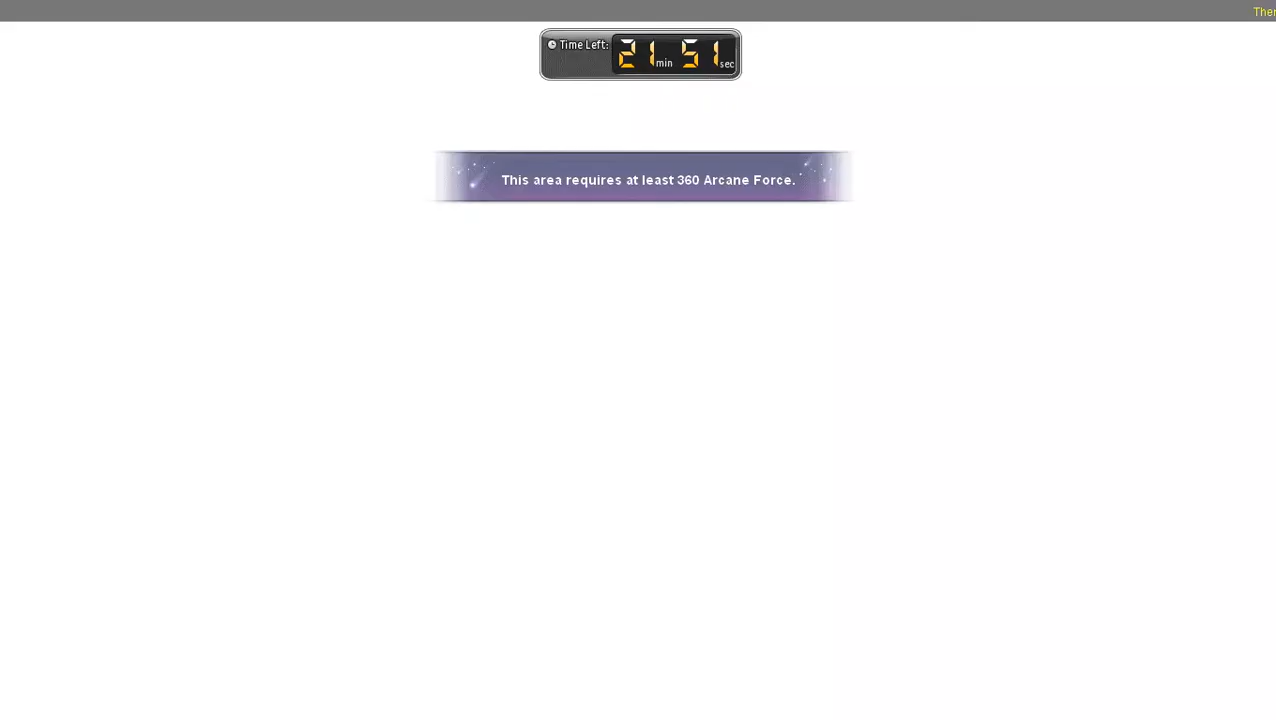 Time Left: 21 min 51 sec
This area requires at least 360 Arcane Force.